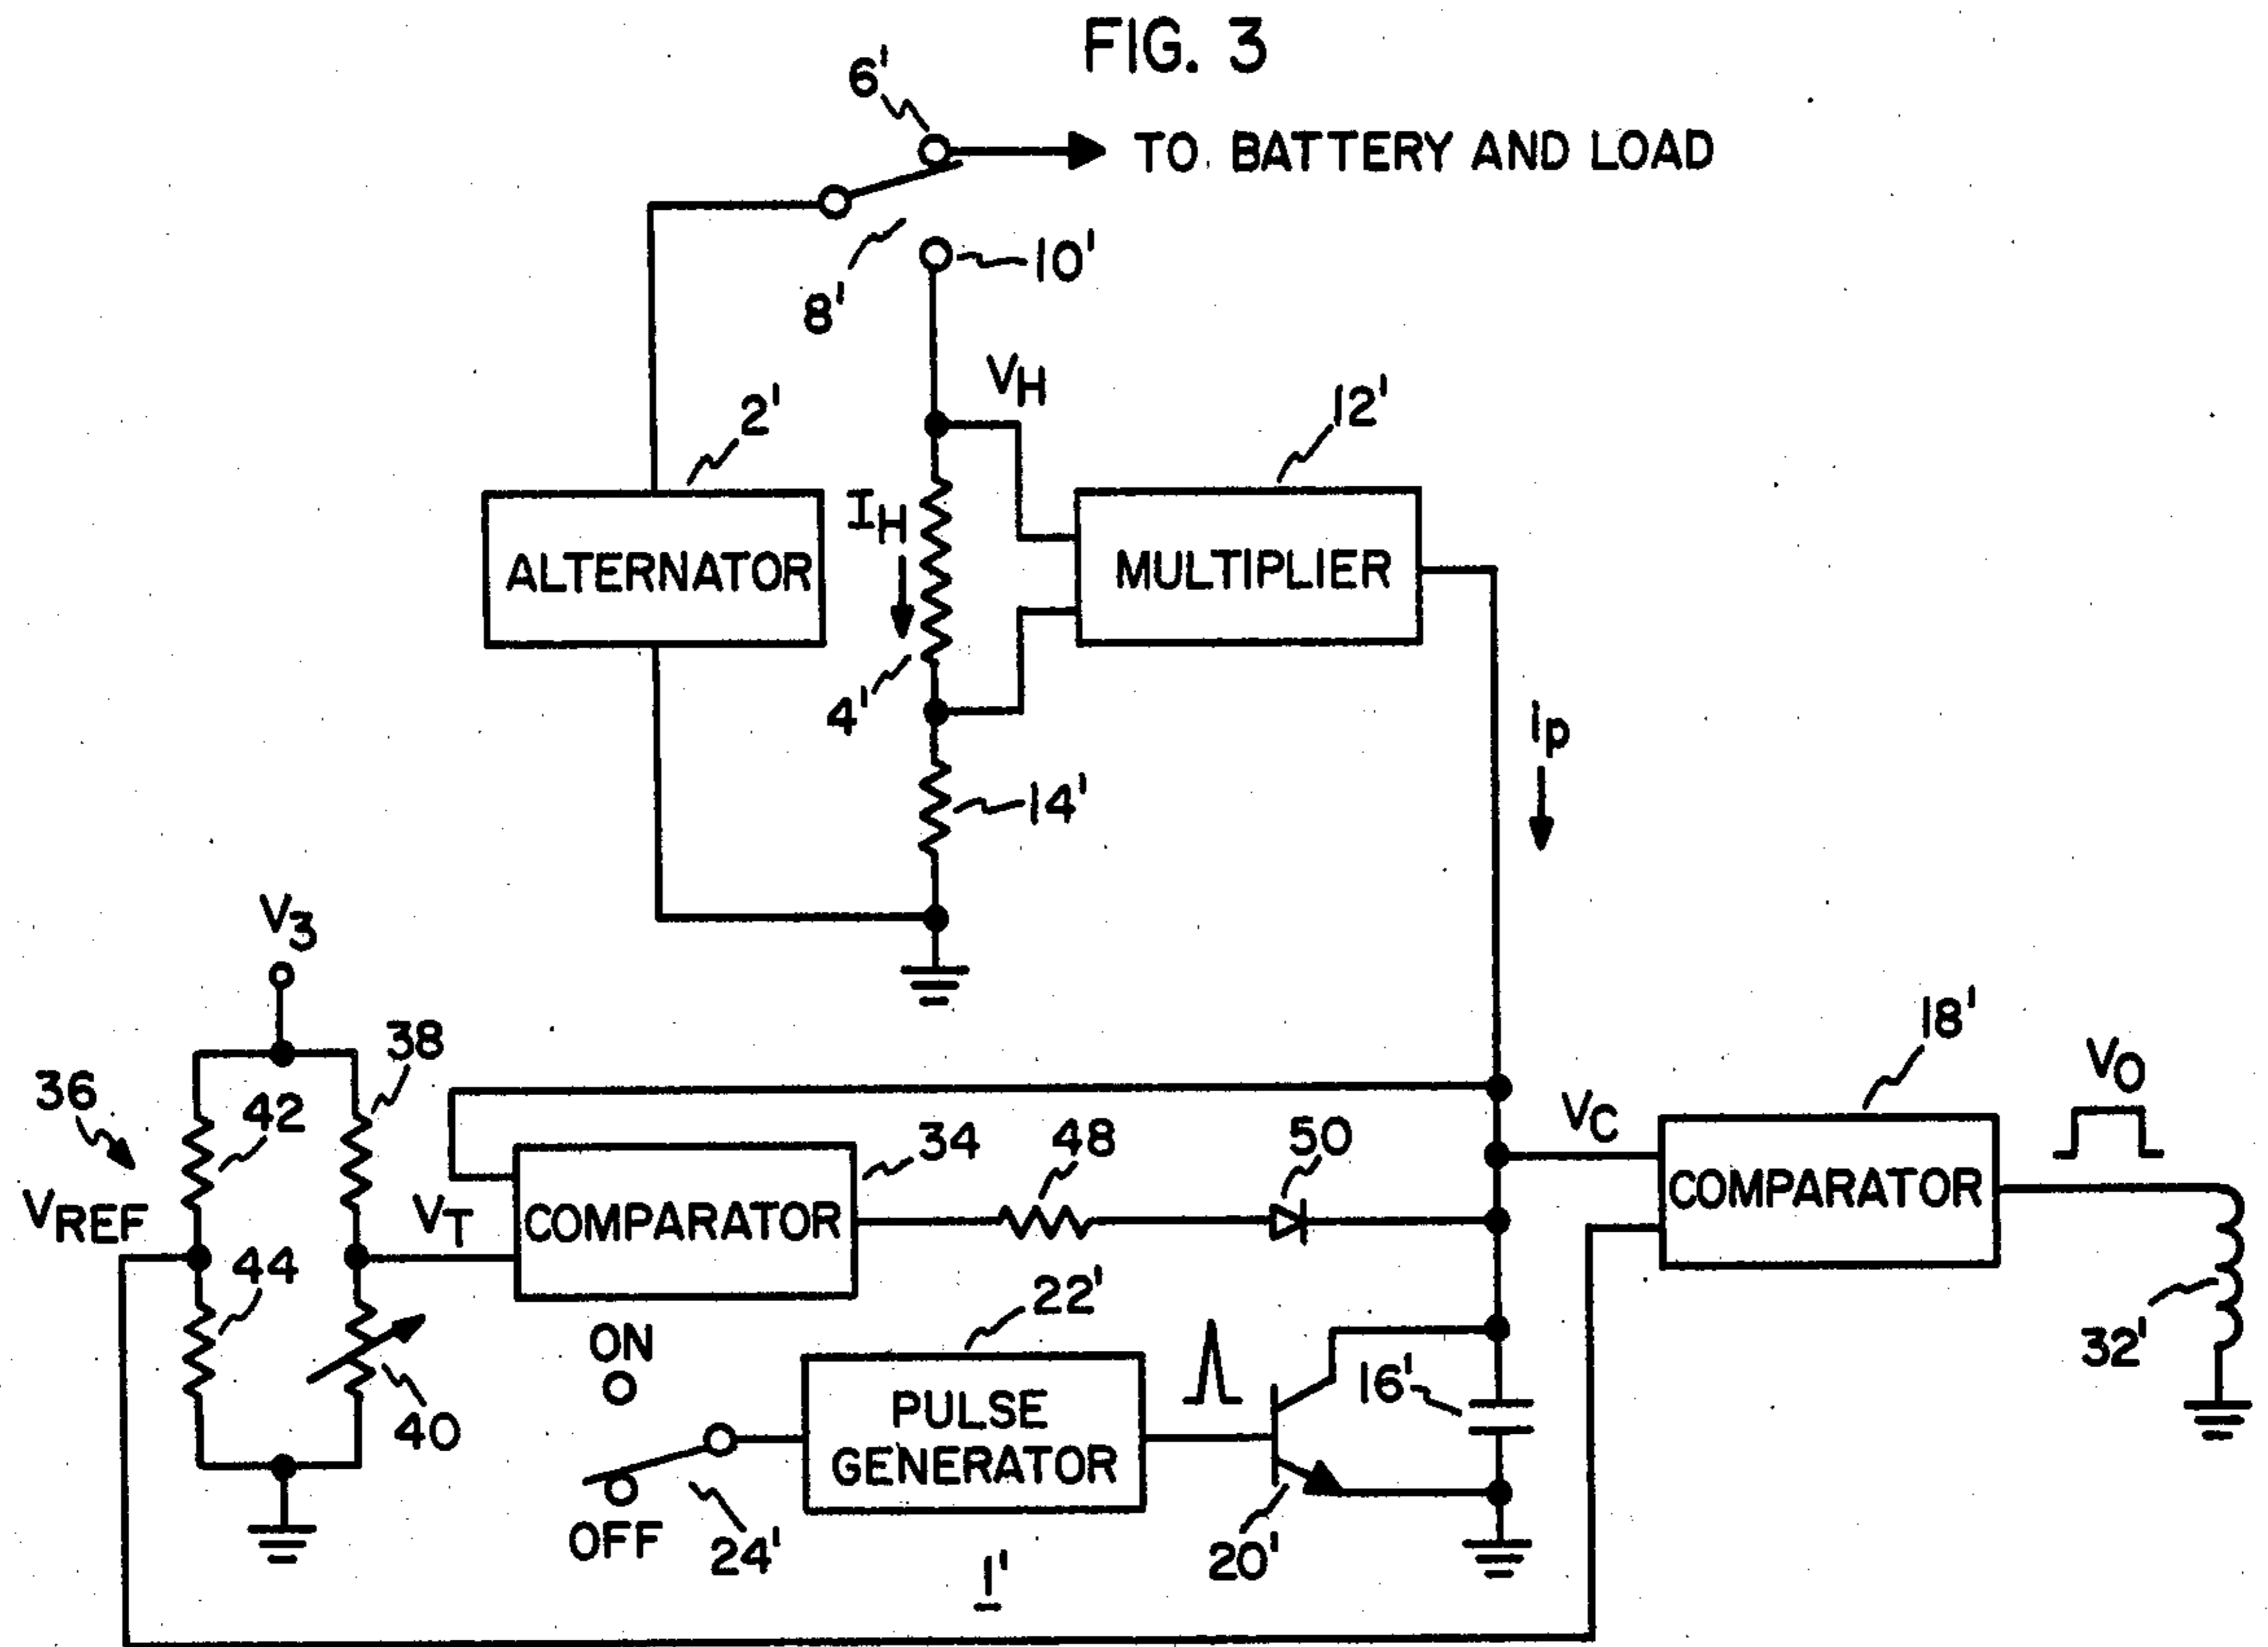 FIG. 3
6'
TO BATTERY AND LOAD
10'
8'
VH
2'
12'
IH
ALTERNATOR
MULTIPLIER
4'
Ip
14'
V3
38
18'
VO
36
42
34
48
50
VC
VREF
VT
COMPARATOR
COMPARATOR
44
22'
32'
ON
16'
40
PULSE
GENERATOR
OFF
24'
20'
1'